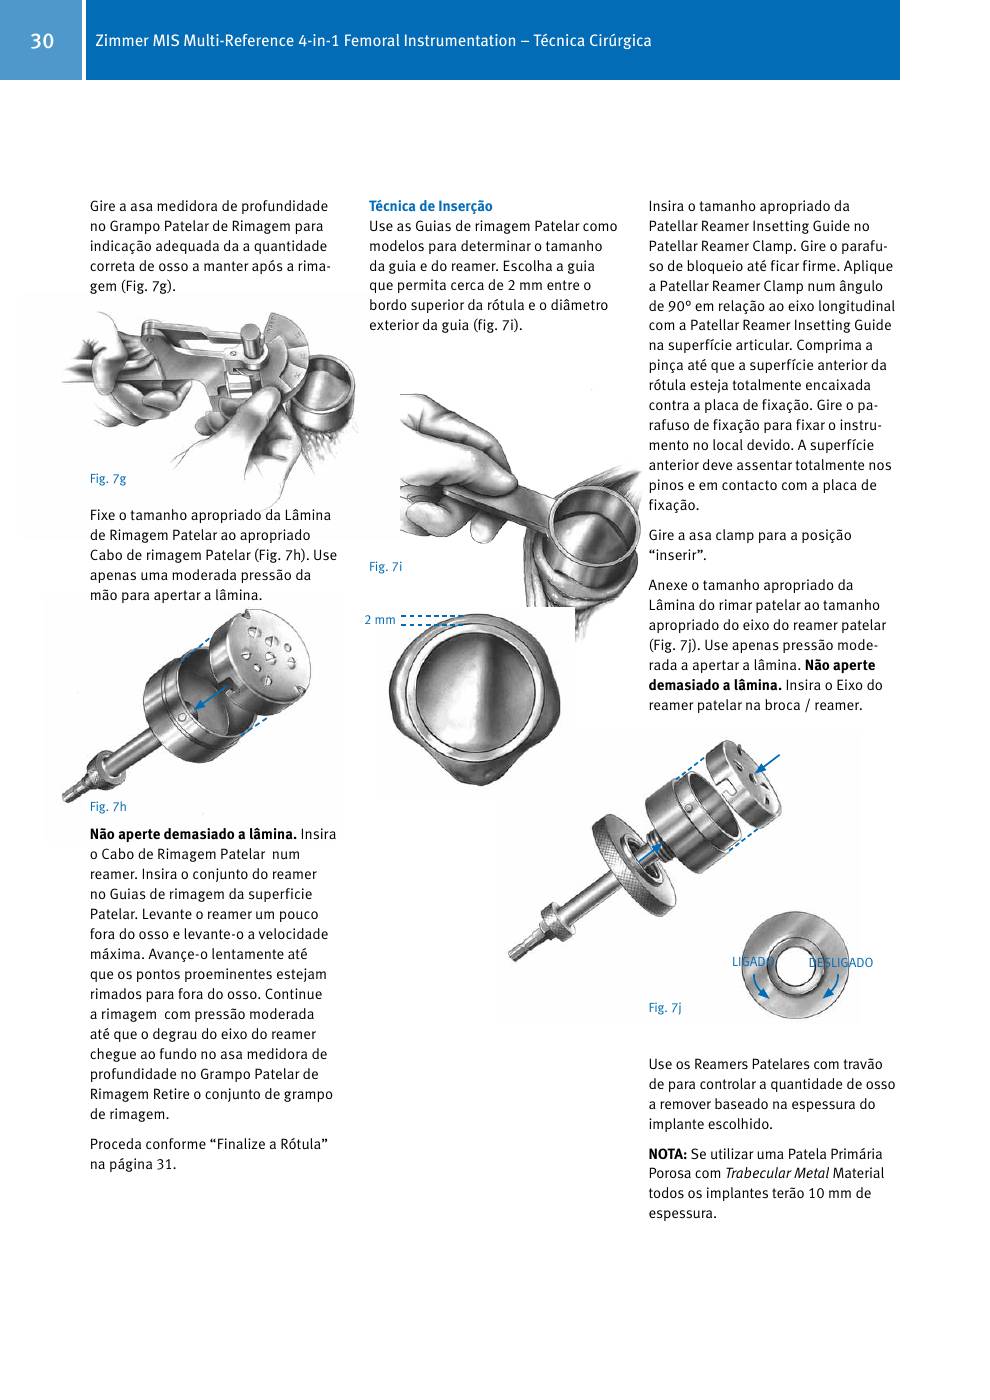 30
Zimmer MIS Multi-Reference 4-in-1 Femoral Instrumentation – Técnica Cirúrgica
Gire a asa medidora de profundidade
no Grampo Patelar de Rimagem para
indicação adequada da a quantidade
correta de osso a manter após a rima-
gem (Fig. 7g).
Fig. 7g
Fixe o tamanho apropriado da Lâmina
de Rimagem Patelar ao apropriado
Cabo de rimagem Patelar (Fig. 7h). Use
apenas uma moderada pressão da
mão para apertar a lâmina.
Fig. 7h
Não aperte demasiado a lâmina. Insira
o Cabo de Rimagem Patelar num
reamer. Insira o conjunto do reamer
no Guias de rimagem da superficie
Patelar. Levante o reamer um pouco
fora do osso e levante-o a velocidade
máxima. Avançe-o lentamente até
que os pontos proeminentes estejam
rimados para fora do osso. Continue
a rimagem com pressão moderada
até que o degrau do eixo do reamer
chegue ao fundo no asa medidora de
profundidade no Grampo Patelar de
Rimagem Retire o conjunto de grampo
de rimagem.
Proceda conforme “Finalize a Rótula”
na página 31.
Técnica de Inserção
Use as Guias de rimagem Patelar como
modelos para determinar o tamanho
da guia e do reamer. Escolha a guia
que permita cerca de 2 mm entre o
bordo superior da rótula e o diâmetro
exterior da guia (fig. 7i).
Fig. 7i
2 mm
Insira o tamanho apropriado da
Patellar Reamer Insetting Guide no
Patellar Reamer Clamp. Gire o parafu-
so de bloqueio até ficar firme. Aplique
a Patellar Reamer Clamp num ângulo
de 90° em relação ao eixo longitudinal
com a Patellar Reamer Insetting Guide
na superfície articular. Comprima a
pinça até que a superfície anterior da
rótula esteja totalmente encaixada
contra a placa de fixação. Gire o pa-
rafuso de fixação para fixar o instru-
mento no local devido. A superfície
anterior deve assentar totalmente nos
pinos e em contacto com a placa de
fixação.
Gire a asa clamp para a posição
“inserir”.
Anexe o tamanho apropriado da
Lâmina do rimar patelar ao tamanho
apropriado do eixo do reamer patelar
(Fig. 7j). Use apenas pressão mode-
rada a apertar a lâmina. Não aperte
demasiado a lâmina. Insira o Eixo do
reamer patelar na broca / reamer.
LIGADO
DESLIGADO
Fig. 7j
Use os Reamers Patelares com travão
de para controlar a quantidade de osso
a remover baseado na espessura do
implante escolhido.
NOTA: Se utilizar uma Patela Primária
Porosa com Trabecular Metal Material
todos os implantes terão 10 mm de
espessura.